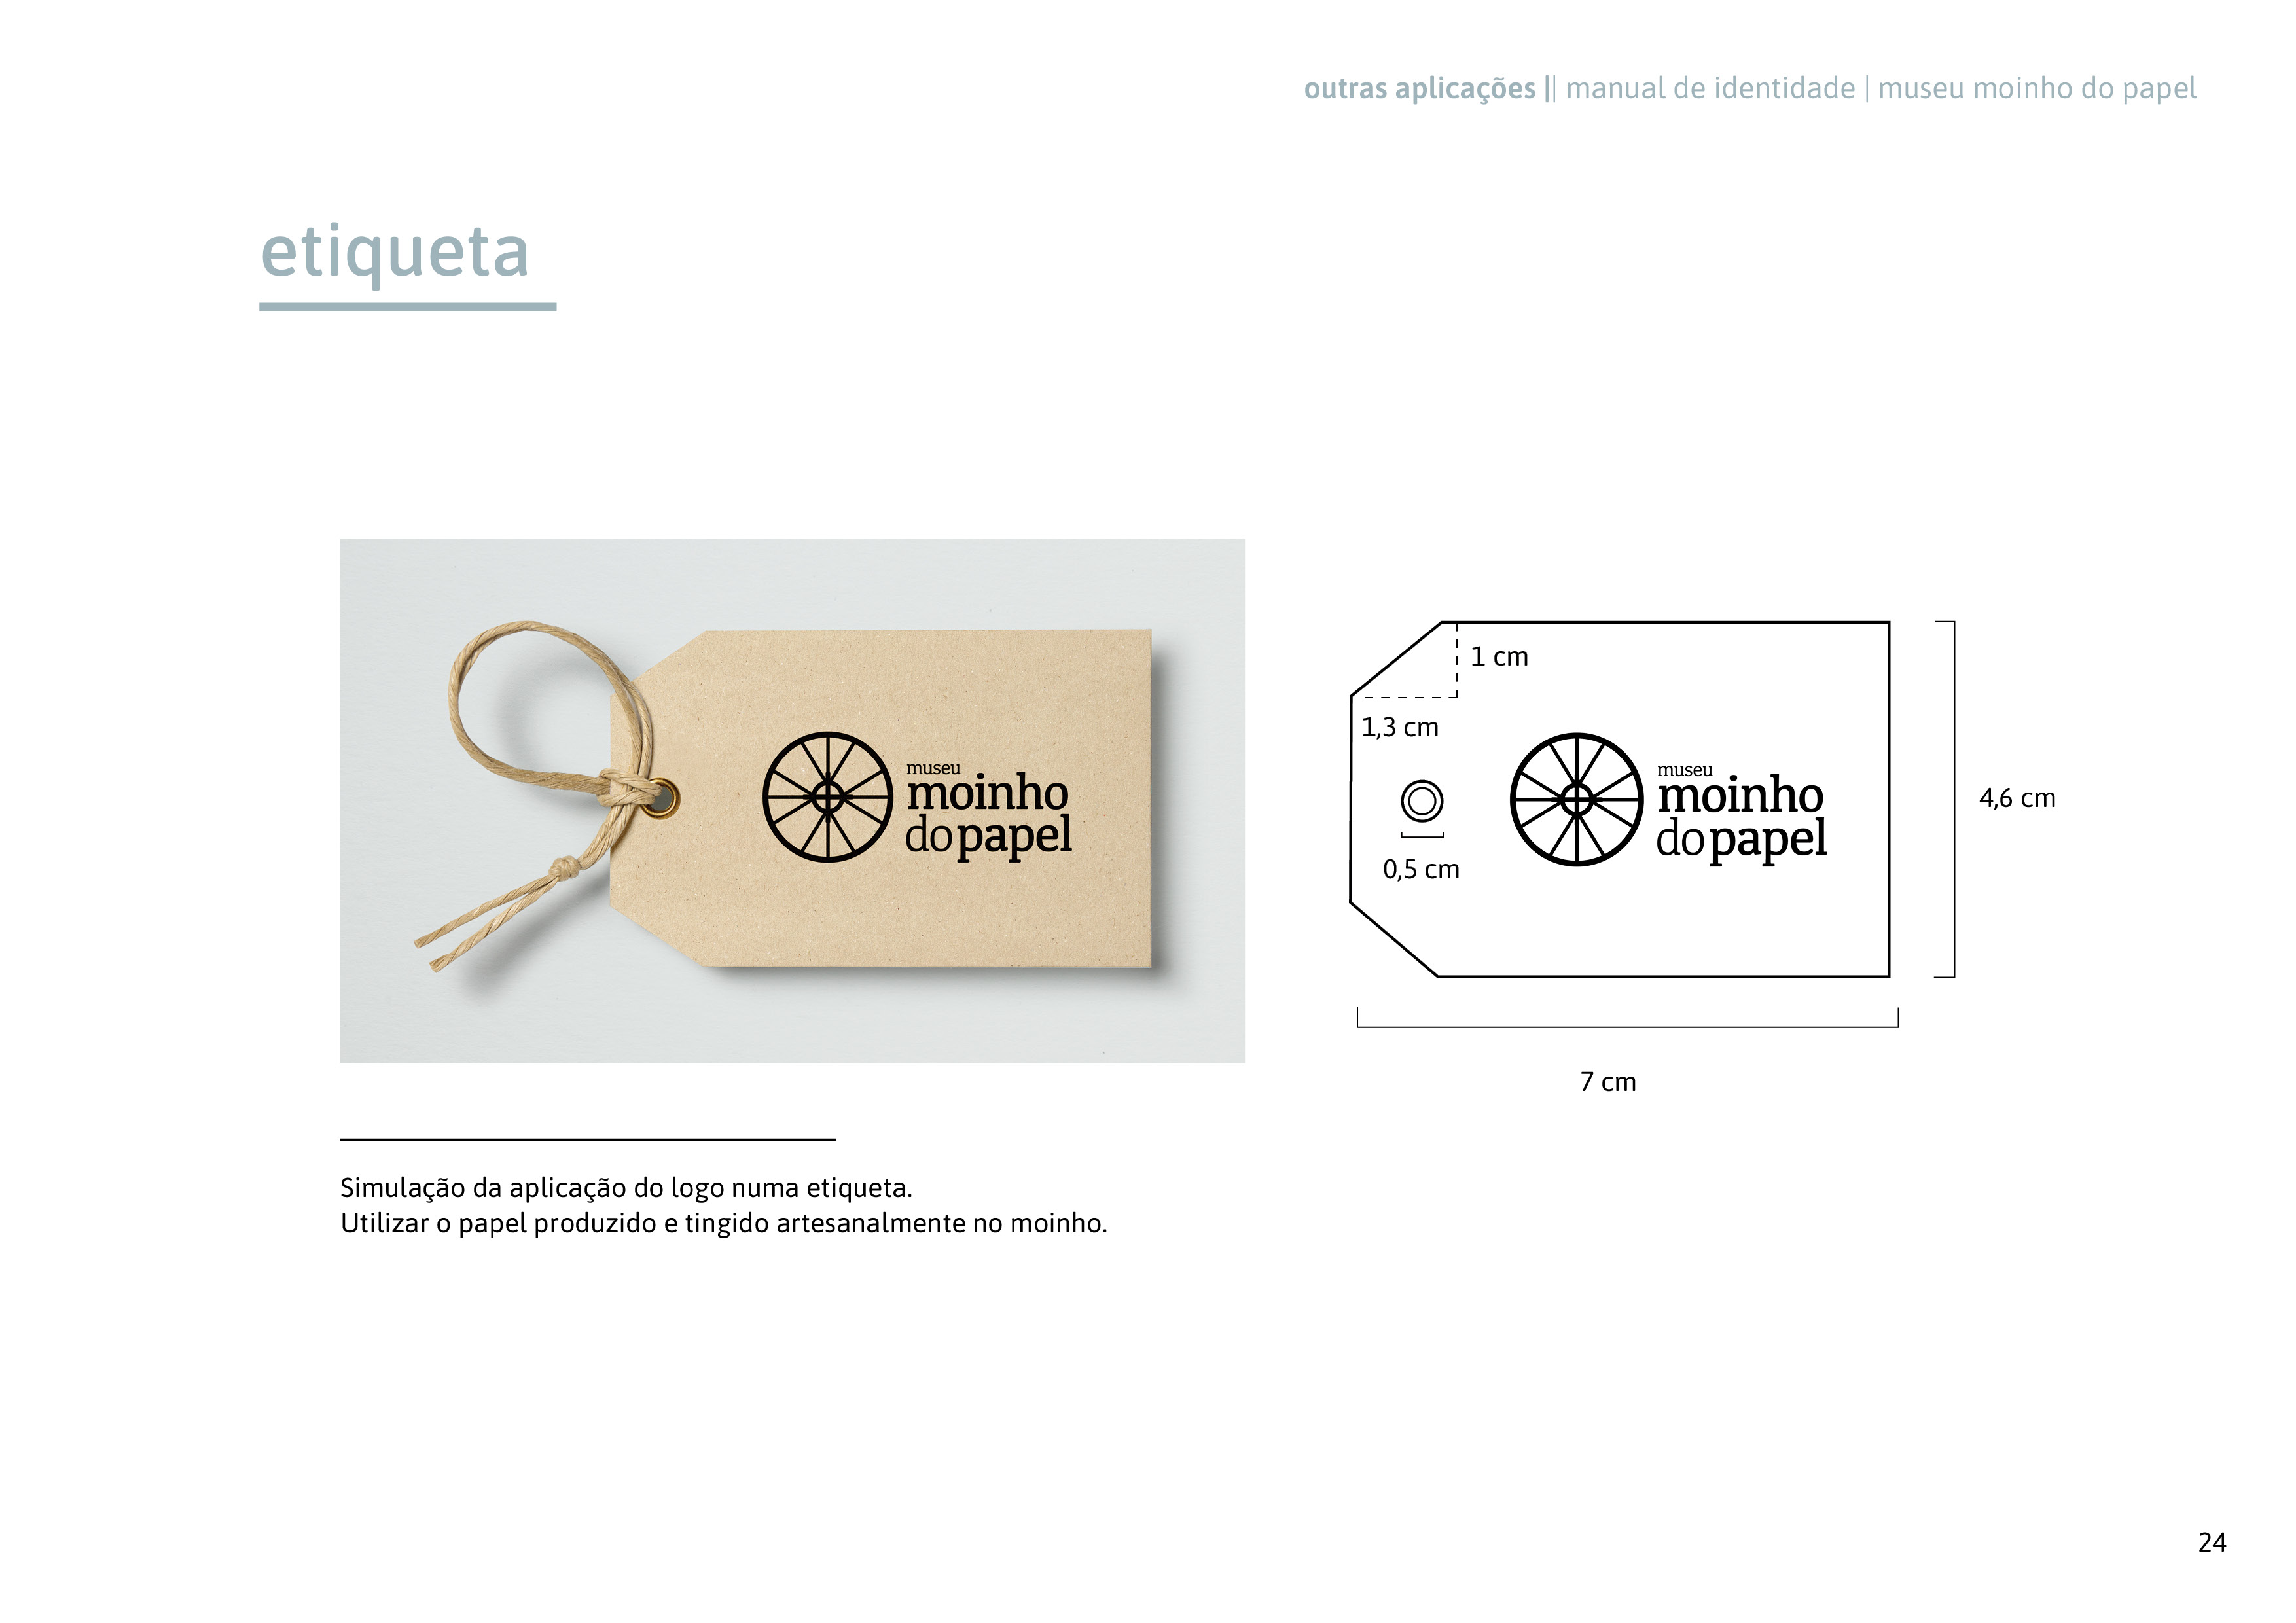 outras aplicações || manual de identidade | museu moinho do papel
etiqueta
museu
moinho
do papel
1 cm
1,3 cm
0,5 cm
museu
moinho
do papel
4,6 cm
7 cm
Simulação da aplicação do logo numa etiqueta.
Utilizar o papel produzido e tingido artesanalmente no moinho.
24